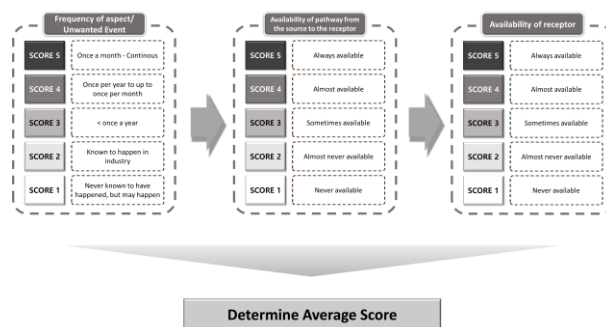 Frequency of aspect/
Unwanted Event
SCORE 5
Once a month - Continous
SCORE 4
Once per year to up to
once per month
SCORE 3
< once a year
SCORE 2
Known to happen in
industry
SCORE 1
Never known to have
happened, but may happen
Availability of pathway from
the source to the receptor
SCORE 5
Always available
SCORE 4
Almost available
SCORE 3
Sometimes available
SCORE 2
Almost never available
SCORE 1
Never available
Availability of receptor
SCORE 5
Always available
SCORE 4
Almost available
SCORE 3
Sometimes available
SCORE 2
Almost never available
SCORE 1
Never available
Determine Average Score